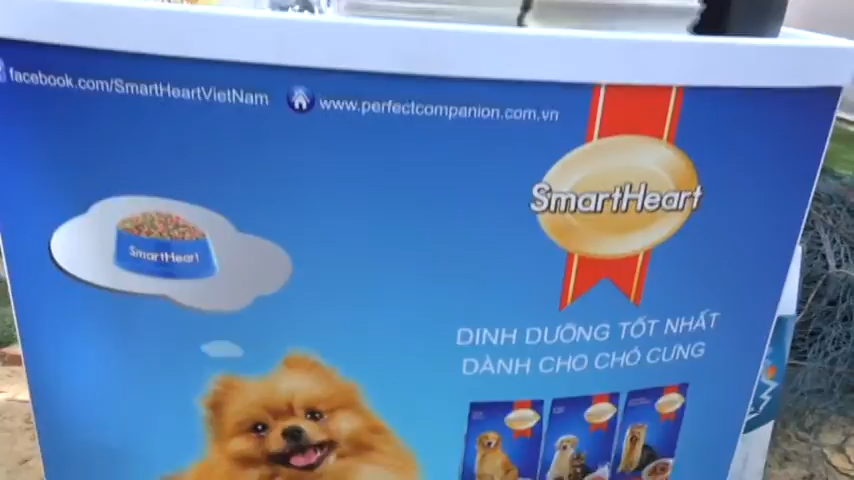 facebook.com/SmartHeartVietNam
www.perfectcompanion.com.vn
SmartHeart
SmartHeart
DINH DƯỠNG TỐT NHẤT
DÀNH CHO CHÓ CƯNG